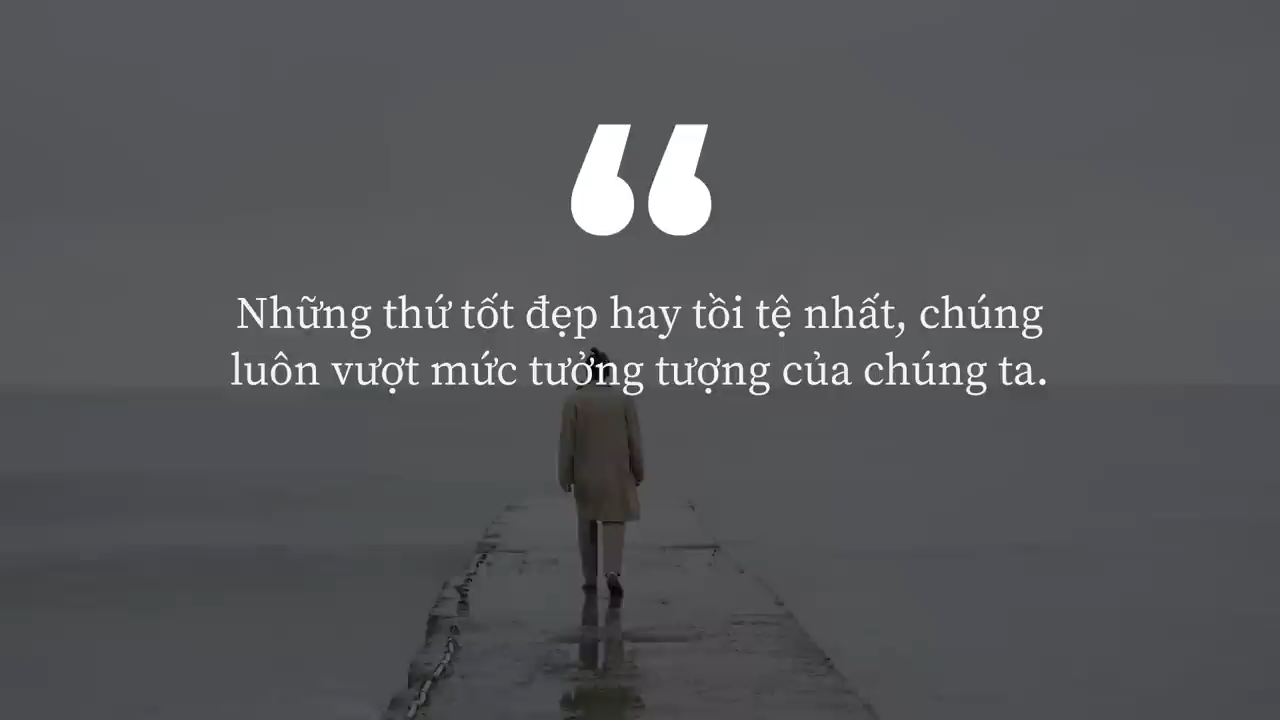 “
Những thứ tốt đẹp hay tồi tệ nhất, chúng
luôn vượt mức tưởng tượng của chúng ta.